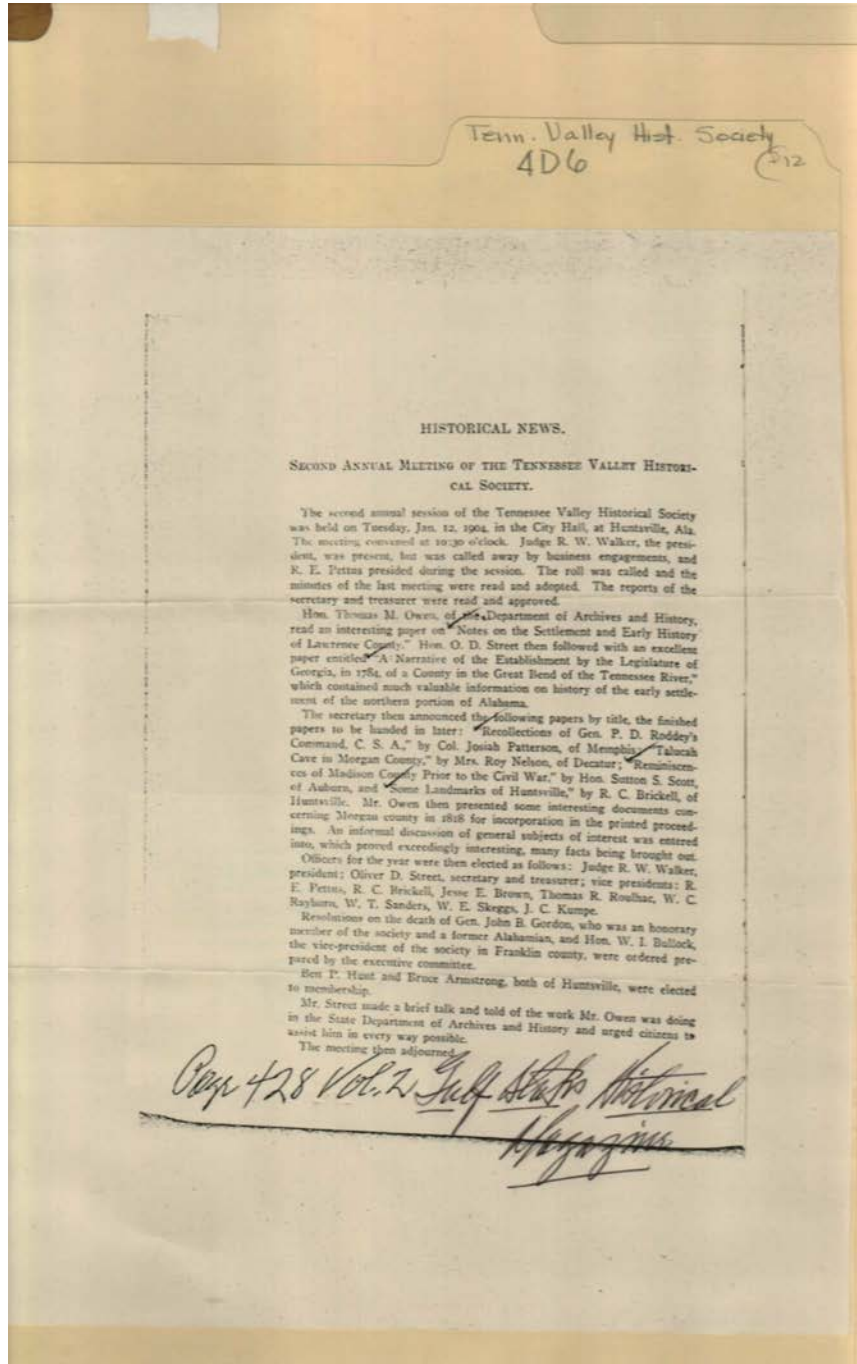 Tenn. Valley Hist. Society
4D6
HISTORICAL NEWS.
SECOND ANNUAL MEETING OF THE TENNESSEE VALLEY HISTORI-
CAL SOCIETY.
The second annual session of the Tennessee Valley Historical Society
was held on Tuesday, Jan. 12, 1904, in the City Hall, at Huntsville, Ala.
The meeting convened at 10:30 o'clock. Judge R. W. Walker, the presi-
dent, was present, but was called away by business engagements, and
R. E. Pettus presided during the session. The roll was called and the
minutes of the last meeting were read and adopted. The reports of the
secretary and treasurer were read and approved.
Hon. Thomas M. Owen, of the Department of Archives and History,
read an interesting paper on "Notes on the Settlement and Early History
of Lawrence County." Hon. O. D. Street then followed with an excellent
paper entitled "A Narrative of the Establishment by the Legislature of
Georgia, in 1784, of a County in the Great Bend of the Tennessee River,"
which contained much valuable information on history of the early settle-
ment of the northern portion of Alabama.
The secretary then announced the following papers by title, the finished
papers to be handed in later: "Recollections of Gen. P. D. Roddey's
Command, C. S. A.," by Col. Josiah Patterson, of Memphis; "Talucah
Cave in Morgan County," by Mrs. Roy Nelson, of Decatur; "Reminiscen-
ces of Madison County Prior to the Civil War," by Hon. Sutton S. Scott,
of Auburn, and "Some Landmarks of Huntsville," by R. C. Brickell, of
Huntsville. Mr. Owen then presented some interesting documents con-
cerning Morgan county in 1818 for incorporation in the printed proceed-
ings. An informal discussion of general subjects of interest was entered
into, which proved exceedingly interesting, many facts being brought out.
Officers for the year were then elected as follows: Judge R. W. Walker,
president; Oliver D. Street, secretary and treasurer; vice presidents: R.
E. Pettus, R. C. Brickell, Jesse E. Brown, Thomas R. Roulhac, W. C.
Rayburn, W. T. Sanders, W. E. Skeggs, J. C. Kumpe.
Resolutions on the death of Gen. John B. Gordon, who was an honorary
member of the society and a former Alabamian, and Hon. W. I. Bullock,
the vice-president of the society in Franklin county, were ordered pre-
pared by the executive committee.
Ben P. Hunt and Bruce Armstrong, both of Huntsville, were elected
to membership.
Mr. Street made a brief talk and told of the work Mr. Owen was doing
in the State Department of Archives and History and urged citizens to
assist him in every way possible.
The meeting then adjourned.
Page 428 Vol. 2 Gulf States Historical
Magazine